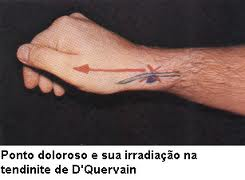 Ponto doloroso e sua irradiação na
tendinite de D'Quervain